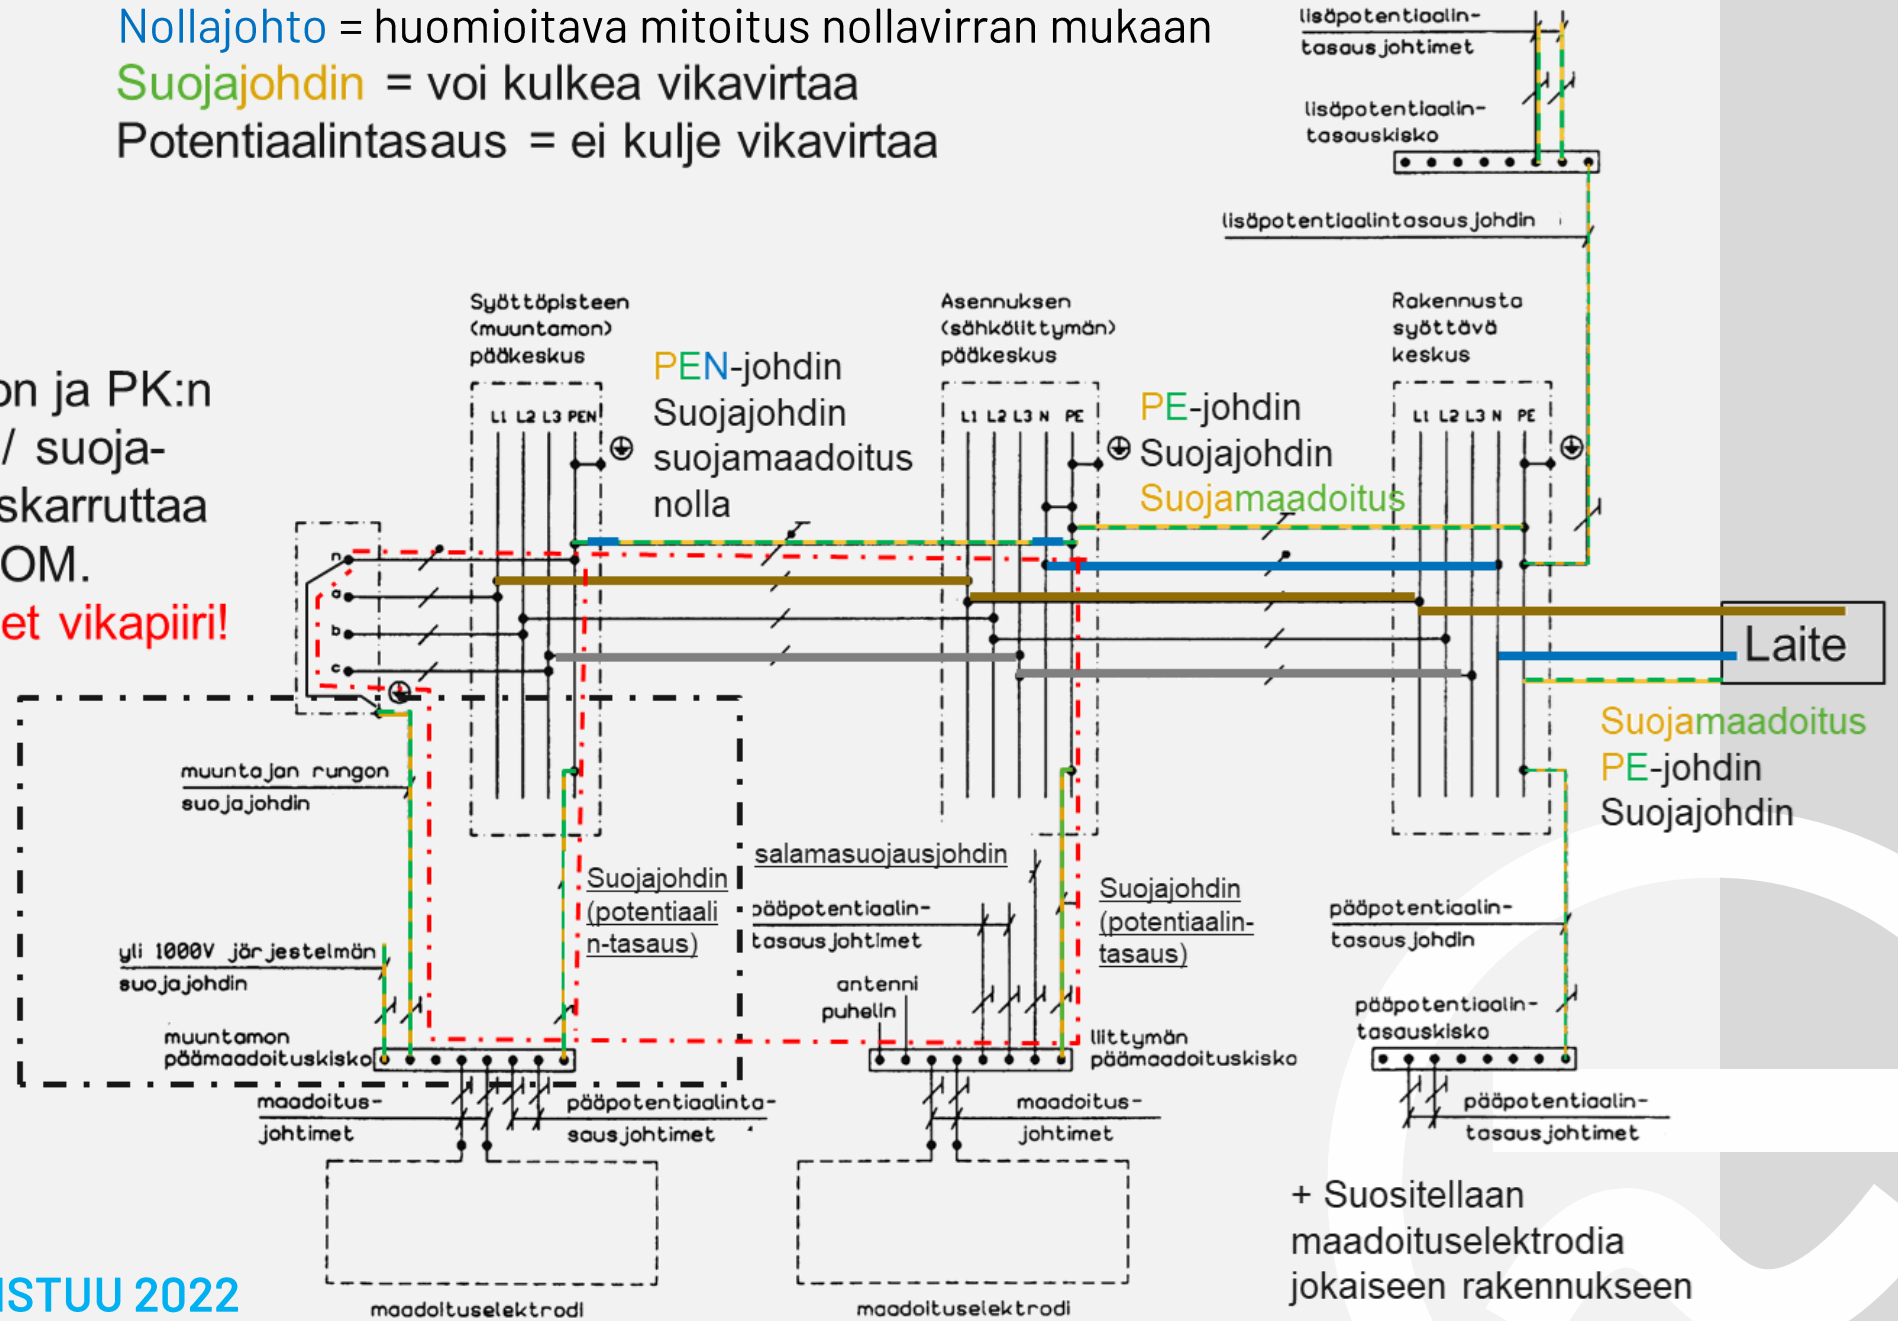 Nollajohto = huomioitava mitoitus nollavirran mukaan
Suojajohdin = voi kulkea vikavirtaa
Potentiaalintasaus = ei kulje vikavirtaa
lisäpotentiaalin-
tasausjohtimet
lisäpotentiaalin-
tasauskisko
lisäpotentiaalintasausjohdin
on ja PK:n
/ suoja-
skarruttaa
OM.
et vikapiiri!
Syöttöpisteen
(muuntamon)
pääkeskus
L1 L2 L3 PEN
PEN-johdin
Suojajohdin
suojamaadoitus
nolla
Asennuksen
(sähköliittymän)
pääkeskus
L1 L2 L3 N PE
PE-johdin
Suojajohdin
Suojamaadoitus
Rakennusta
syöttävä
keskus
L1 L2 L3 N PE
n
a
b
c
Laite
Suojamaadoitus
PE-johdin
Suojajohdin
muuntajan rungon
suojajohdin
yli 1000V järjestelmän
suojajohdin
muuntamon
päämaadoituskisko
Suojajohdin
(potentiaali
n-tasaus)
salamasuojausjohdin
pääpotentiaalin-
tasausjohtimet
antenni
puhelin
Suojajohdin
(potentiaalin-
tasaus)
liittymän
päämaadoituskisko
pääpotentiaalin-
tasausjohdin
pääpotentiaalin-
tasauskisko
maadoitus-
johtimet
pääpotentiaalinta-
sausjohtimet
maadoitus-
johtimet
pääpotentiaalin-
tasausjohtimet
maadoituselektrodi
maadoituselektrodi
+ Suositellaan
maadoituselektrodia
jokaiseen rakennukseen
ISTUU 2022